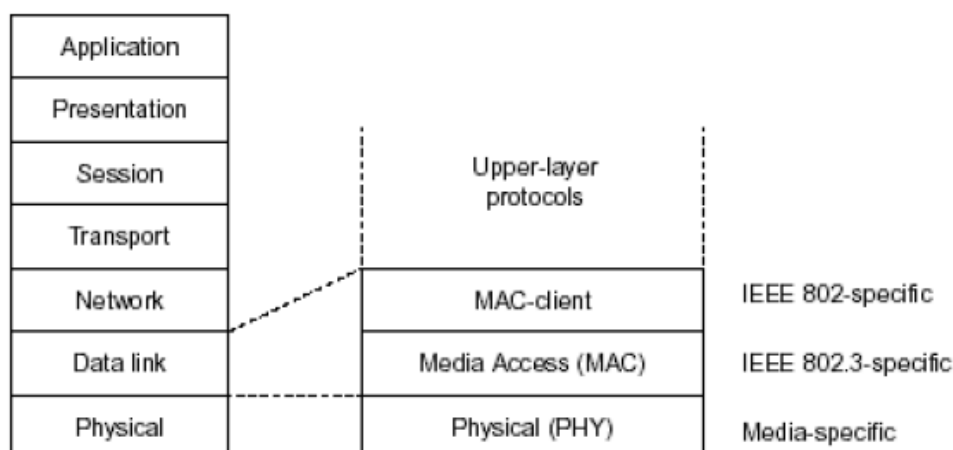 Application
Presentation
Session
Transport
Network
Data link
Physical
Upper-layer
protocols
MAC-client
Media Access (MAC)
Physical (PHY)
IEEE 802-specific
IEEE 802.3-specific
Media-specific